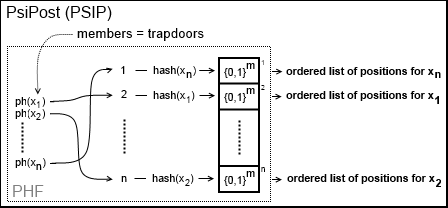 PsiPost (PSIP)
members = trapdoors
1 hash(xn) {0,1}m 1 ordered list of positions for xn
ph(x1) 2 hash(x1) {0,1}m 2 ordered list of positions for x1
ph(x2)
ph(xn)
n hash(x2) {0,1}m n ordered list of positions for x2
PHF